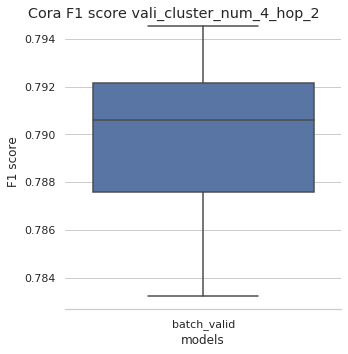 Cora F1 score vali_cluster_num_4_hop_2
0.794
0.792
0.790
0.788
0.786
0.784
F1 score
batch_valid
models